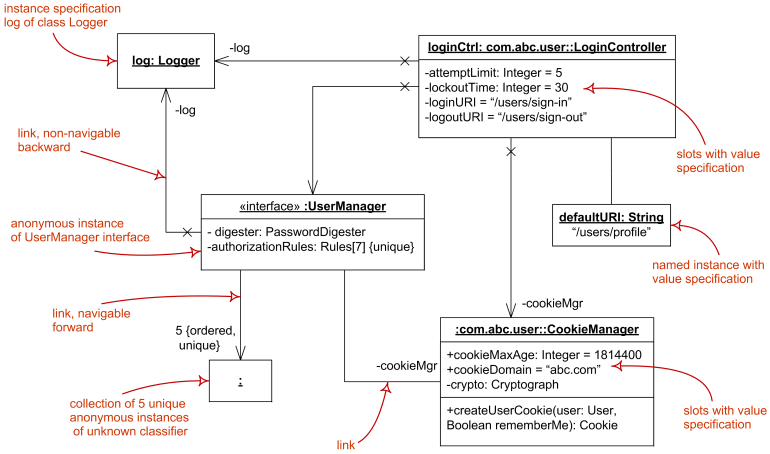 instance specification
log of class Logger
log: Logger
-log
loginCtrl: com.abc.user::LoginController
-attemptLimit: Integer = 5
-lockoutTime: Integer = 30
-loginURI = “/users/sign-in”
-logoutURI = “/users/sign-out”
-log
link, non-navigable
backward
slots with value
specification
«interface» :UserManager
- digester: PasswordDigester
-authorizationRules: Rules[7] {unique}
anonymous instance
of UserManager interface
defaultURI: String
“/users/profile”
named instance with
value specification
link, navigable
forward
5 {ordered,
unique}
-cookieMgr
:com.abc.user::CookieManager
+cookieMaxAge: Integer = 1814400
+cookieDomain = “abc.com”
-crypto: Cryptograph
+createUserCookie(user: User,
Boolean rememberMe): Cookie
-cookieMgr
:
collection of 5 unique
anonymous instances
of unknown classifier
link
slots with value
specification